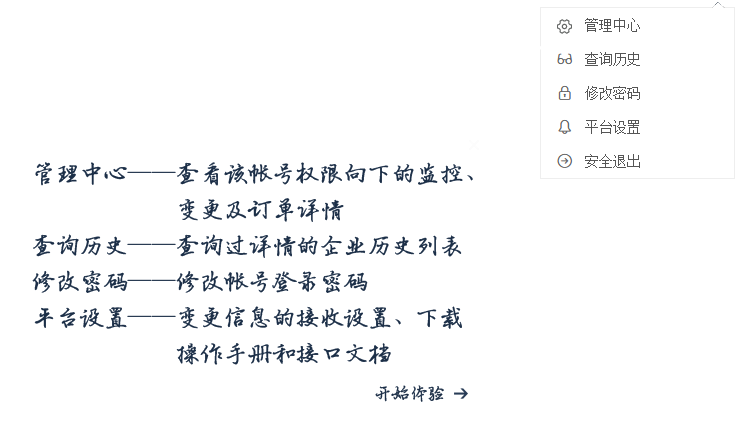 管理中心
查询历史
修改密码
平台设置
安全退出
管理中心——查看该帐号权限向下的监控、
变更及订单详情
查询历史——查询过详情的企业历史列表
修改密码——修改帐号登录密码
平台设置——变更信息的接收设置、下载
操作手册和接口文档
开始体验 →